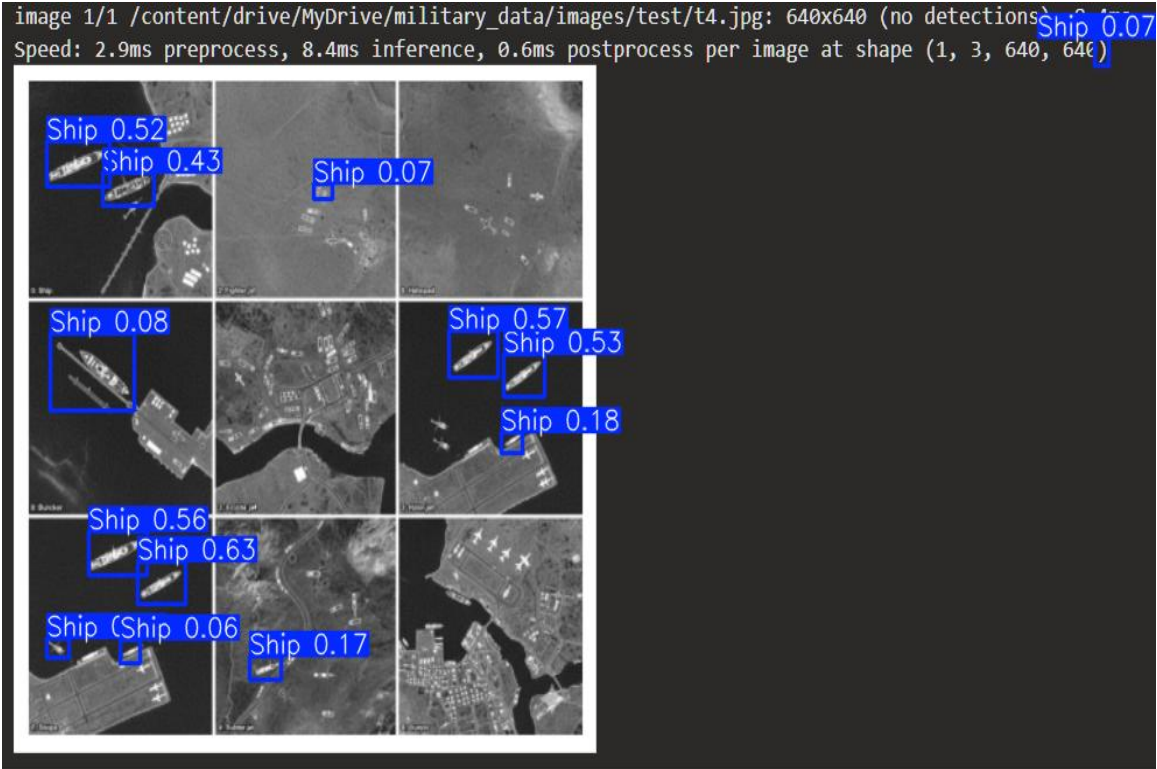 image 1/1 /content/drive/MyDrive/military_data/images/test/t4.jpg: 640x640 (no detections),
Ship 0.07
Speed: 2.9ms preprocess, 8.4ms inference, 0.6ms postprocess per image at shape (1, 3, 640, 640)
Ship 0.52
Ship 0.43
Ship 0.07
Ship 0.08
Ship 0.57
Ship 0.53
Ship 0.18
Ship 0.56
Ship 0.63
Ship
Ship 0.06
Ship 0.17